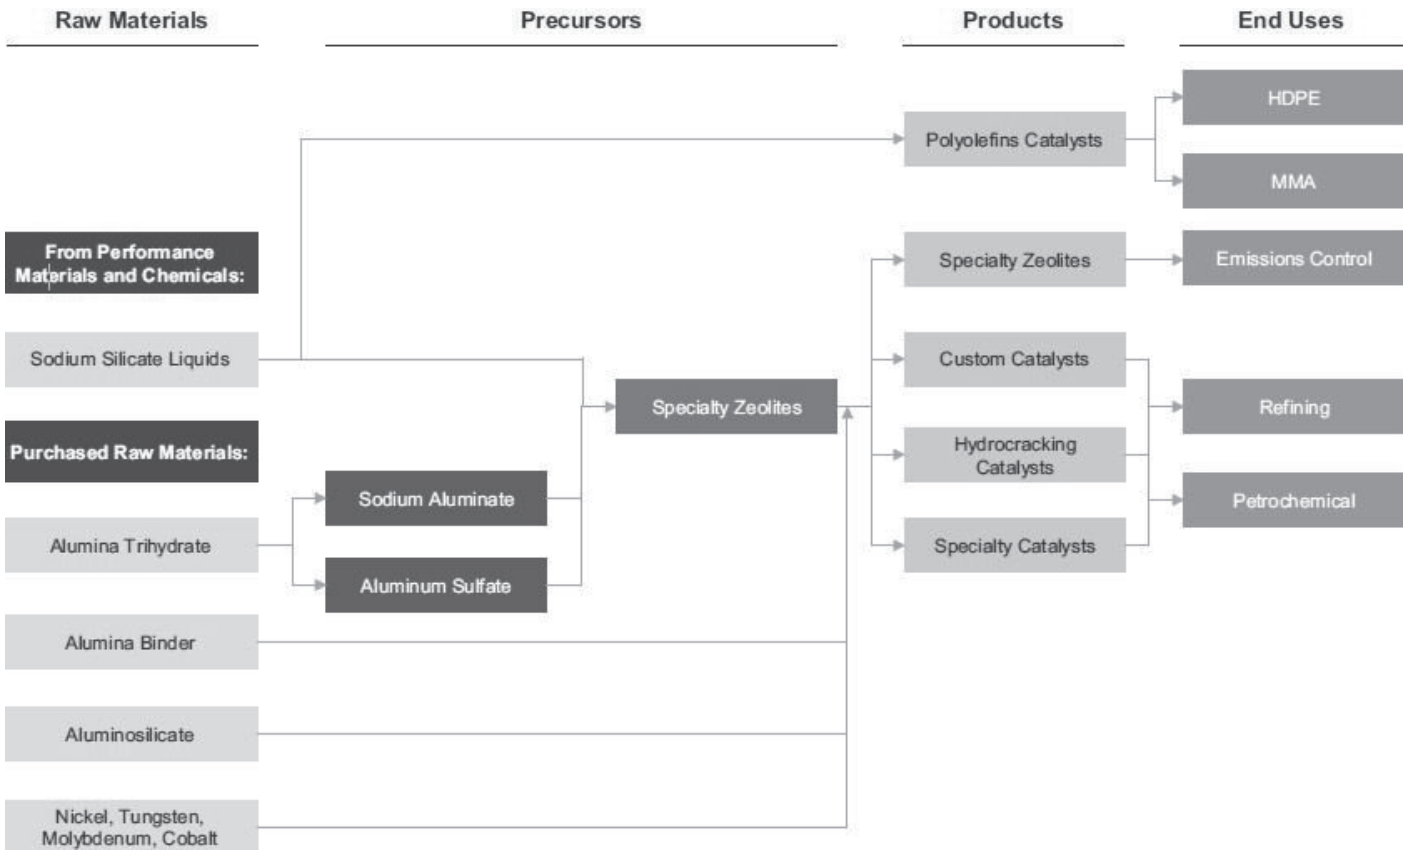 Raw Materials
Precursors
Products
End Uses
HDPE
Polyolefins Catalysts
MMA
From Performance
Materials and Chemicals:
Specialty Zeolites
Emissions Control
Sodium Silicate Liquids
Custom Catalysts
Specialty Zeolites
Refining
Purchased Raw Materials:
Hydrocracking
Catalysts
Sodium Aluminate
Petrochemical
Alumina Trihydrate
Specialty Catalysts
Aluminum Sulfate
Alumina Binder
Aluminosilicate
Nickel, Tungsten,
Molybdenum, Cobalt